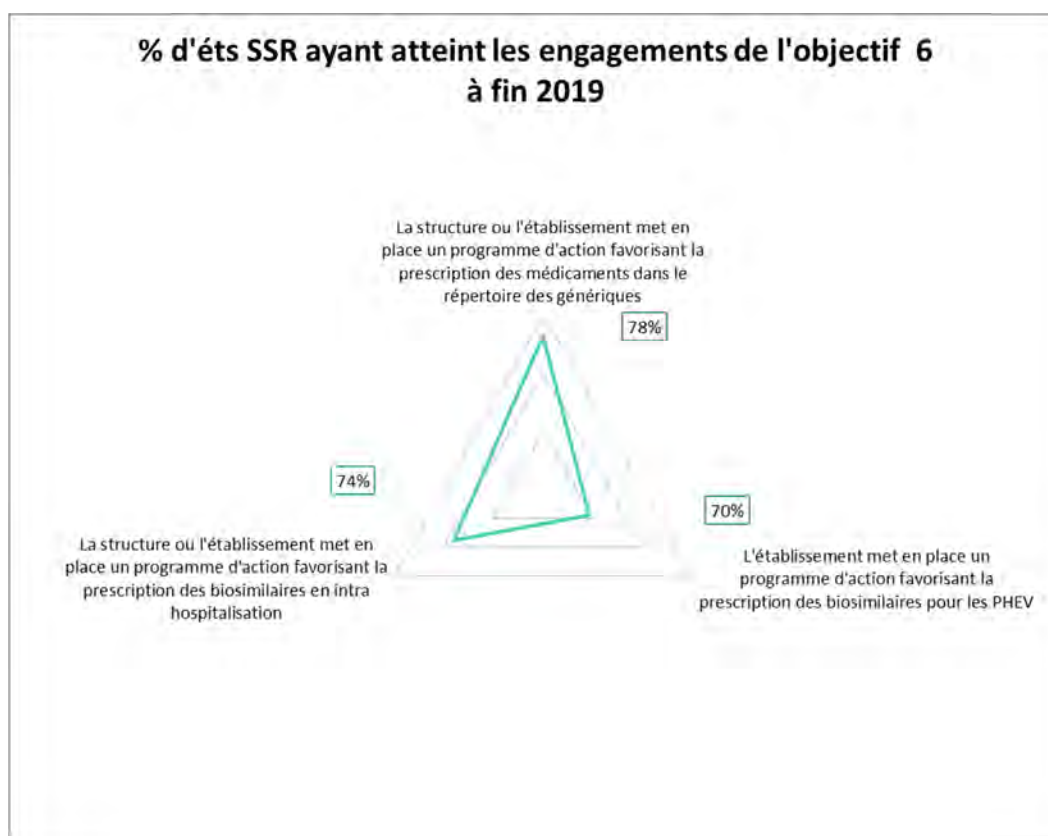 % d'éts SSR ayant atteint les engagements de l'objectif 6
à fin 2019
La structure ou l'établissement met en
place un programme d'action favorisant la
prescription des médicaments dans le
répertoire des génériques
78%
74%
La structure ou l'établissement met en
place un programme d'action favorisant la
prescription des biosimilaires en intra
hospitalisation
70%
L'établissement met en place un
programme d'action favorisant la
prescription des biosimilaires pour les PHEV